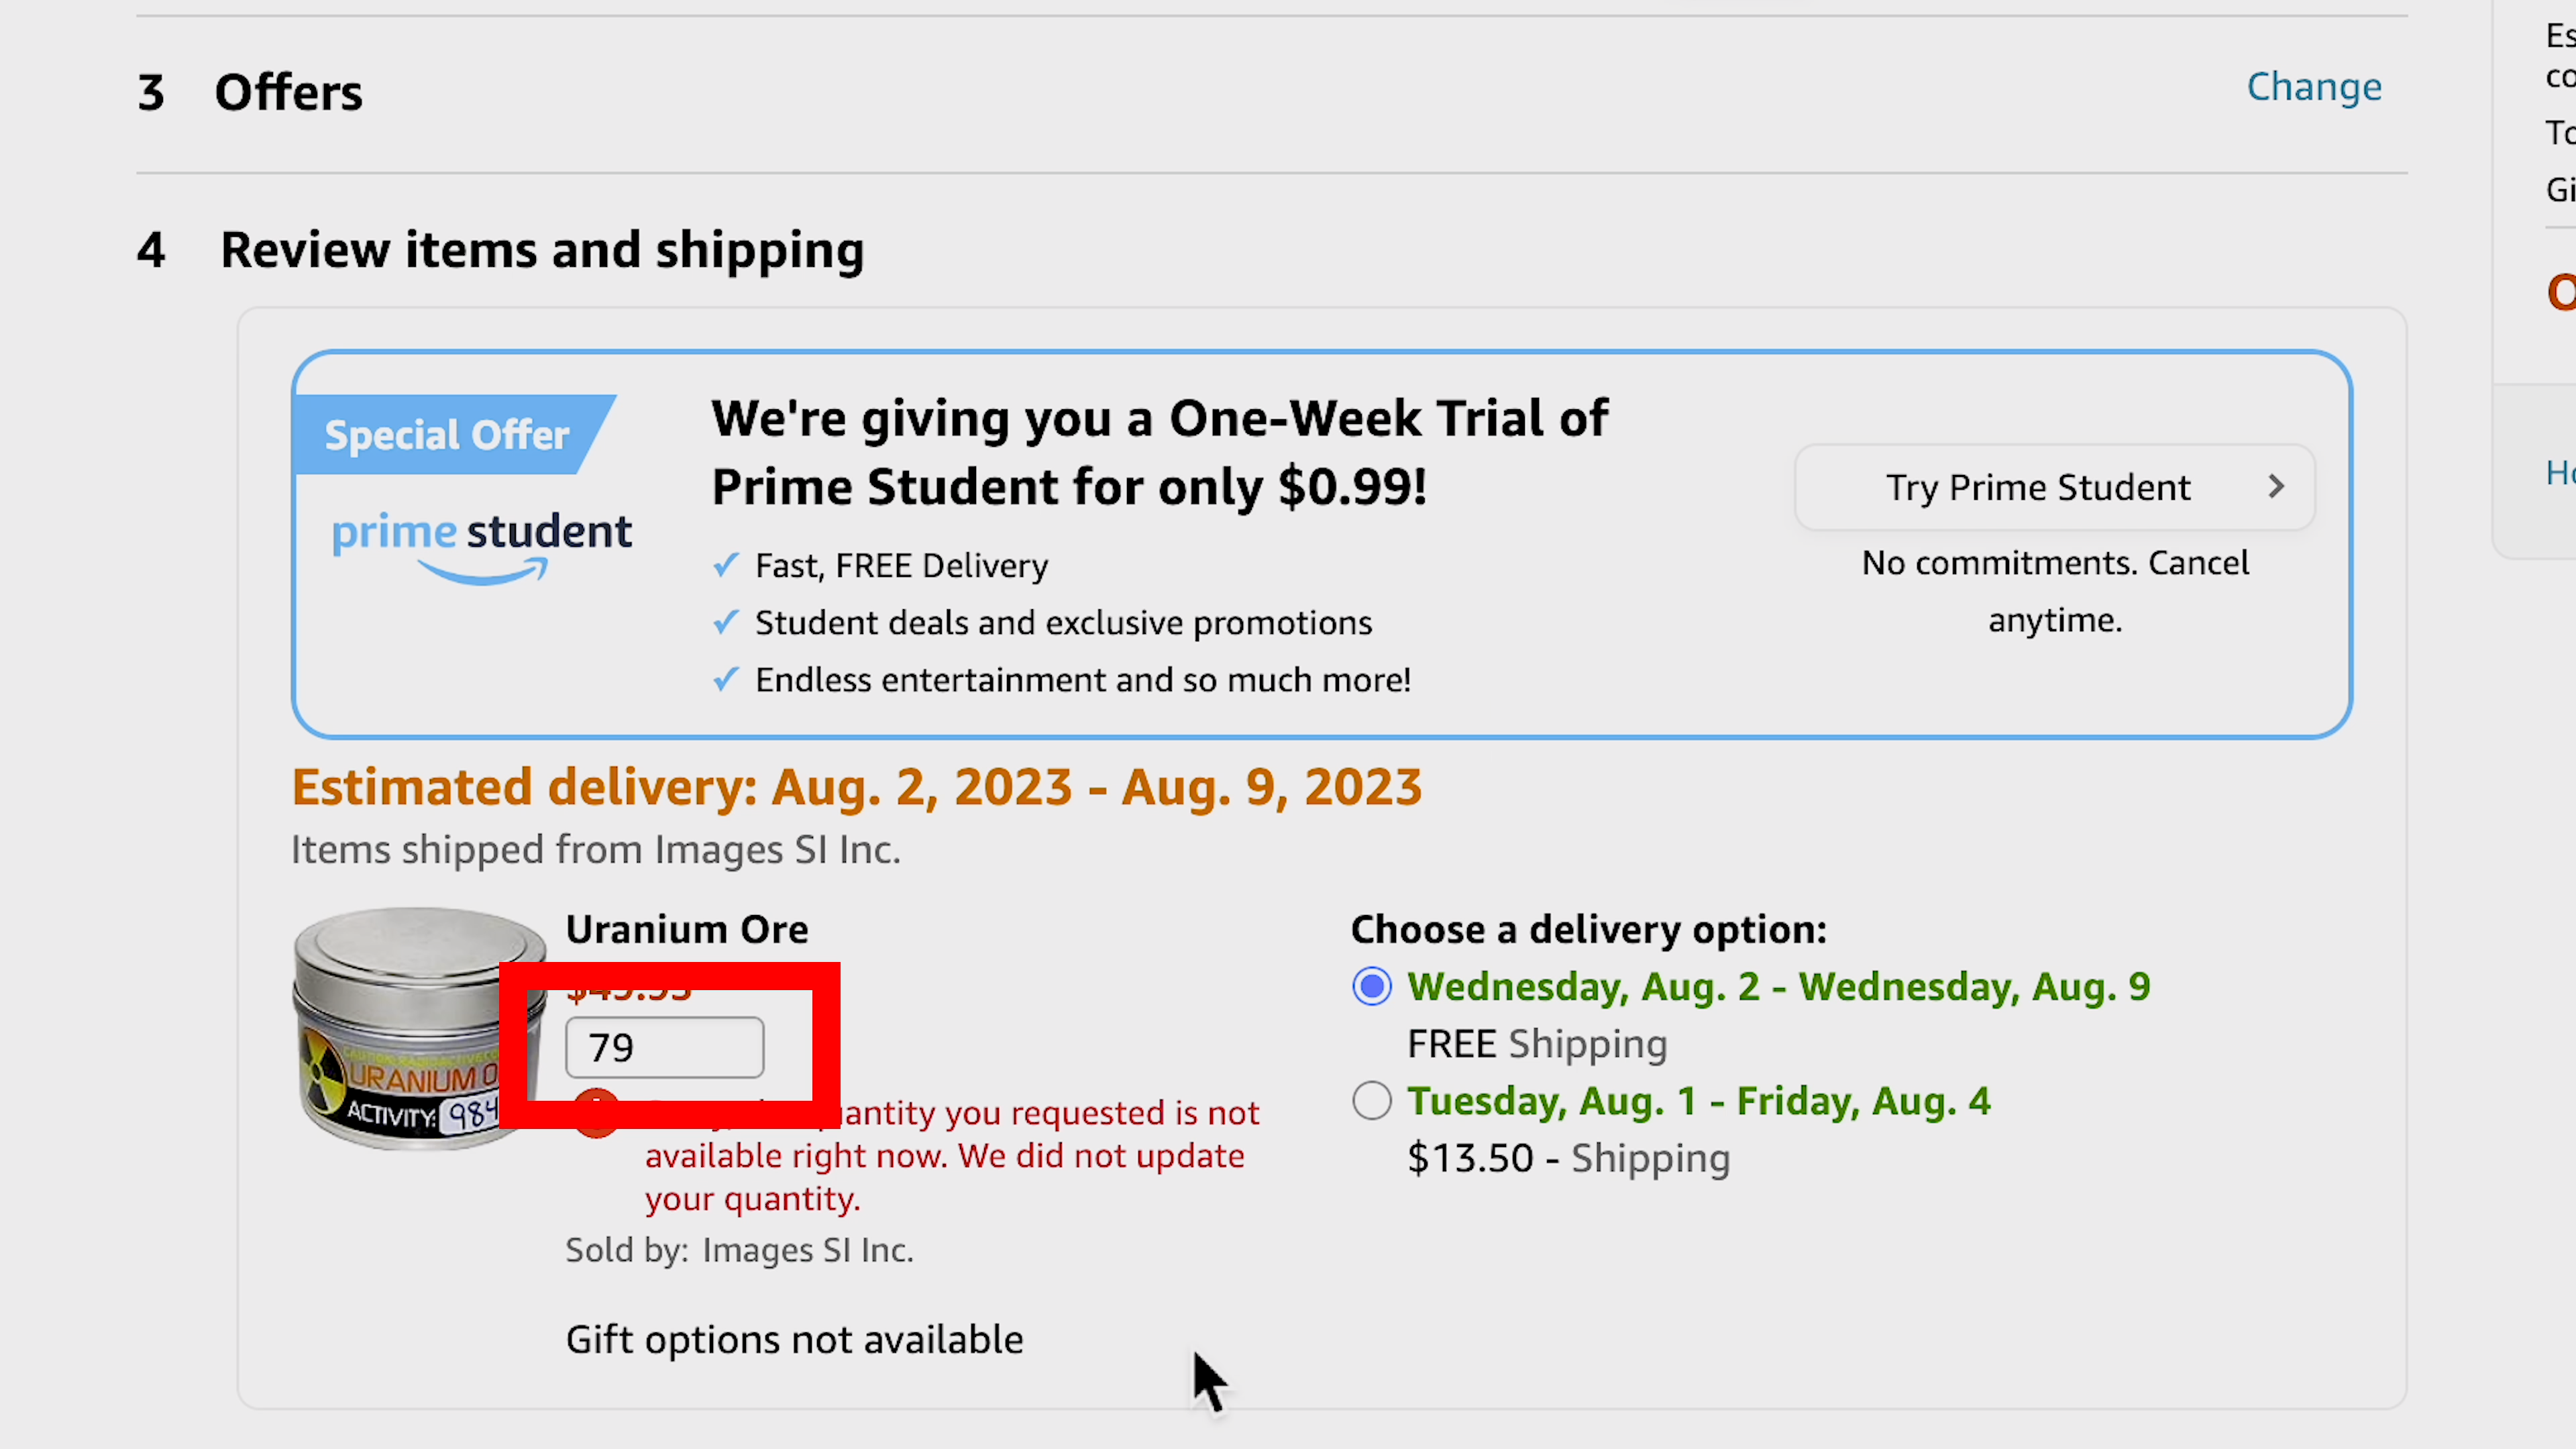 3 Offers
Change
4 Review items and shipping
Special Offer
prime student
We're giving you a One-Week Trial of
Prime Student for only $0.99!
✓ Fast, FREE Delivery
✓ Student deals and exclusive promotions
✓ Endless entertainment and so much more!
Try Prime Student
No commitments. Cancel
anytime.
Estimated delivery: Aug. 2, 2023 - Aug. 9, 2023
Items shipped from Images SI Inc.
URANIUM O
ACTIVITY: 984
Uranium Ore
79
you requested is not
available right now. We did not update
your quantity.
Sold by: Images SI Inc.
Gift options not available
Choose a delivery option:
Wednesday, Aug. 2 - Wednesday, Aug. 9
FREE Shipping
Tuesday, Aug. 1 - Friday, Aug. 4
$13.50 - Shipping